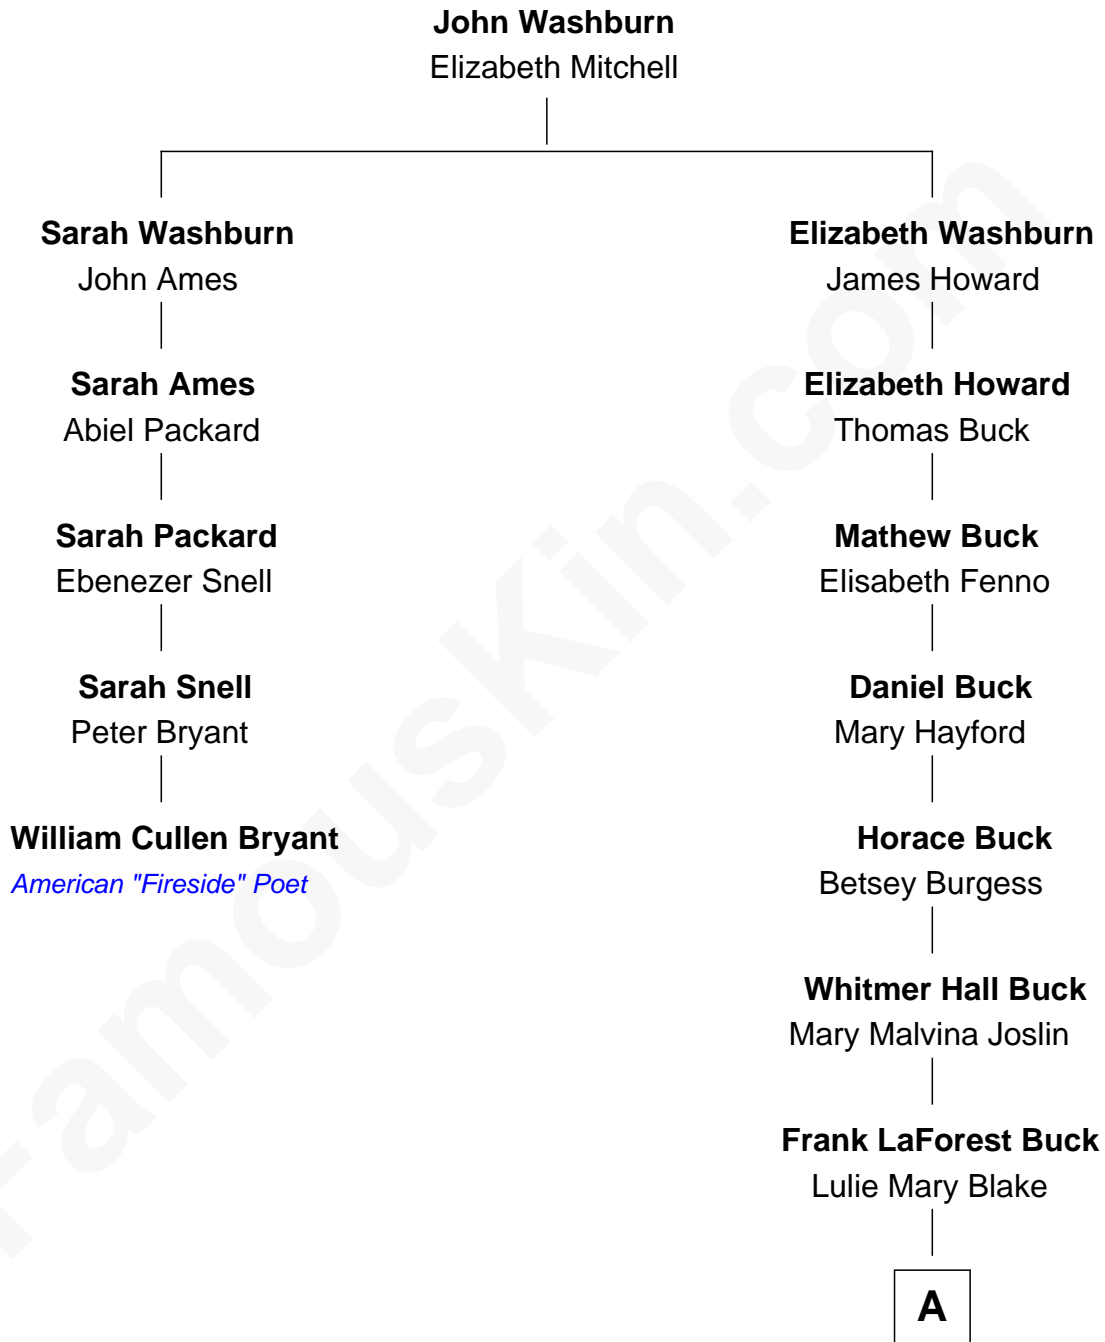 John Washburn
Elizabeth Mitchell
Sarah Washburn
John Ames
Elizabeth Washburn
James Howard
Sarah Ames
Abiel Packard
Elizabeth Howard
Thomas Buck
Sarah Packard
Ebenezer Snell
Mathew Buck
Elisabeth Fenno
Sarah Snell
Peter Bryant
Daniel Buck
Mary Hayford
William Cullen Bryant
American "Fireside" Poet
Horace Buck
Betsey Burgess
Whitmer Hall Buck
Mary Malvina Joslin
Frank LaForest Buck
Lulie Mary Blake
A
FamousKin.com